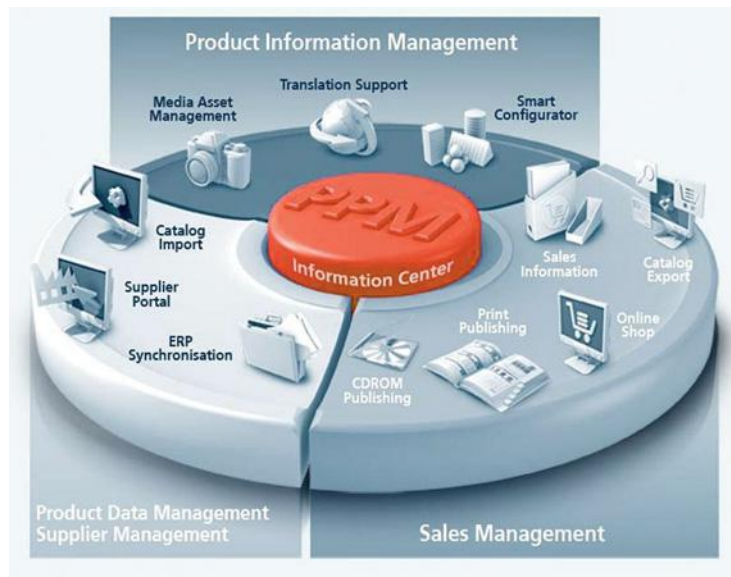 Product Information Management
Translation Support
Media Asset
Management
Smart
Configurator
PPM
Information Center
Catalog
Import
Supplier
Portal
ERP
Synchronisation
Sales
Information
Catalog
Export
Print
Publishing
Online
Shop
CDROM
Publishing
Product Data Management
Supplier Management
Sales Management